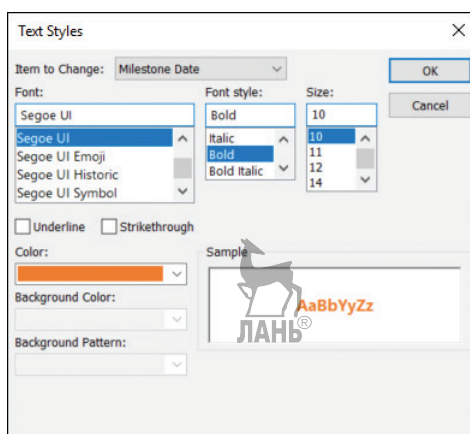 Text Styles
Item to Change: Milestone Date
OK
Font: Font style: Size:
Cancel
Segoe UI Bold 10
Segoe UI Italic 10
Segoe UI Emoji Bold 11
Segoe UI Historic Bold Italic 12
Segoe UI Symbol 14
Underline Strikethrough
Color: Sample
AaBbYyZz
Background Color:
ЛАНЬ®
Background Pattern: